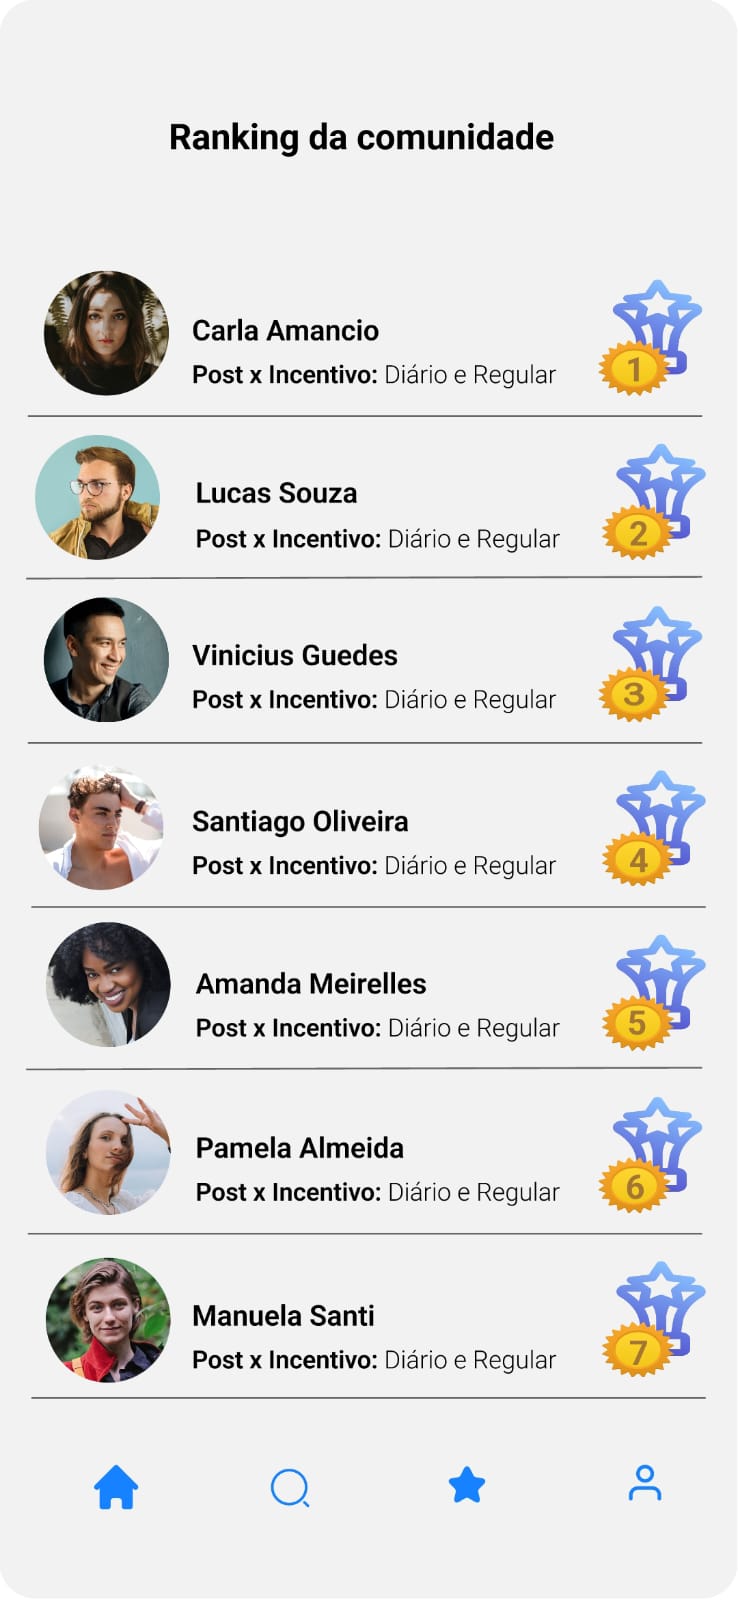 Ranking da comunidade
Carla Amancio
Post x Incentivo: Diário e Regular
1
Lucas Souza
Post x Incentivo: Diário e Regular
2
Vinicius Guedes
Post x Incentivo: Diário e Regular
3
Santiago Oliveira
Post x Incentivo: Diário e Regular
4
Amanda Meirelles
Post x Incentivo: Diário e Regular
5
Pamela Almeida
Post x Incentivo: Diário e Regular
6
Manuela Santi
Post x Incentivo: Diário e Regular
7